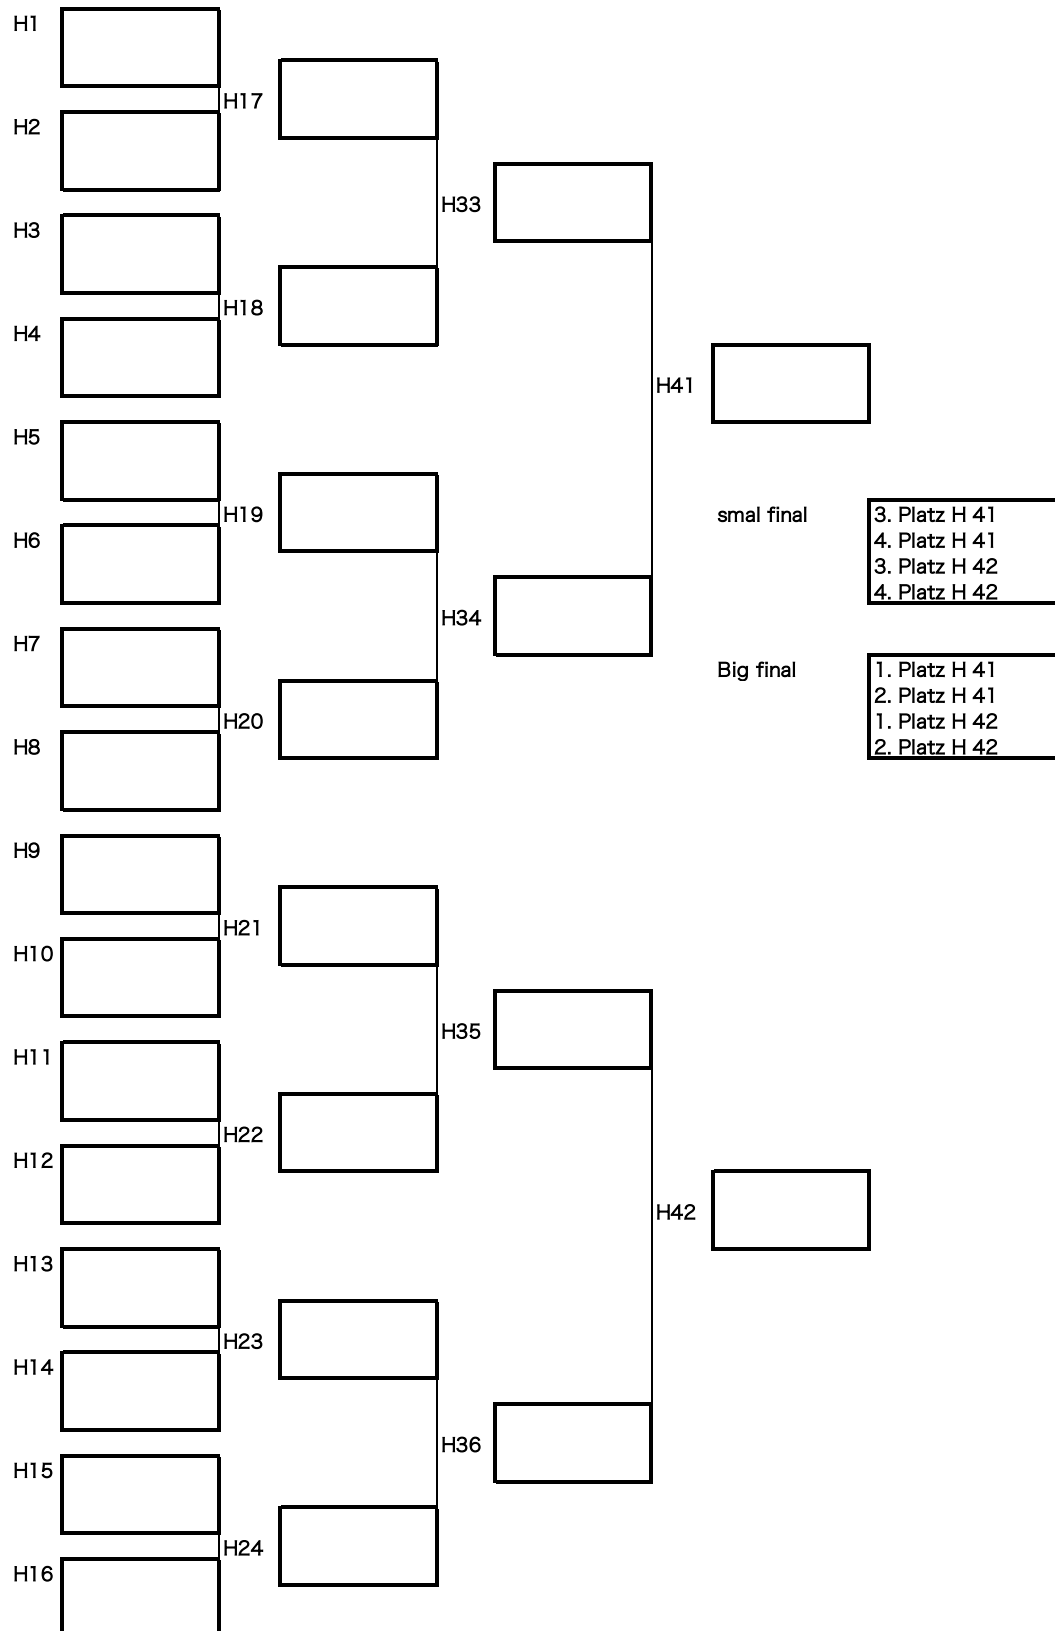 H1
H17
H2
H33
H3
H18
H4
H41
H5
smal final
3. Platz H 41
4. Platz H 41
3. Platz H 42
4. Platz H 42
H19
H6
H34
H7
Big final
1. Platz H 41
2. Platz H 41
1. Platz H 42
2. Platz H 42
H20
H8
H9
H21
H10
H35
H11
H22
H12
H42
H13
H23
H14
H36
H15
H24
H16